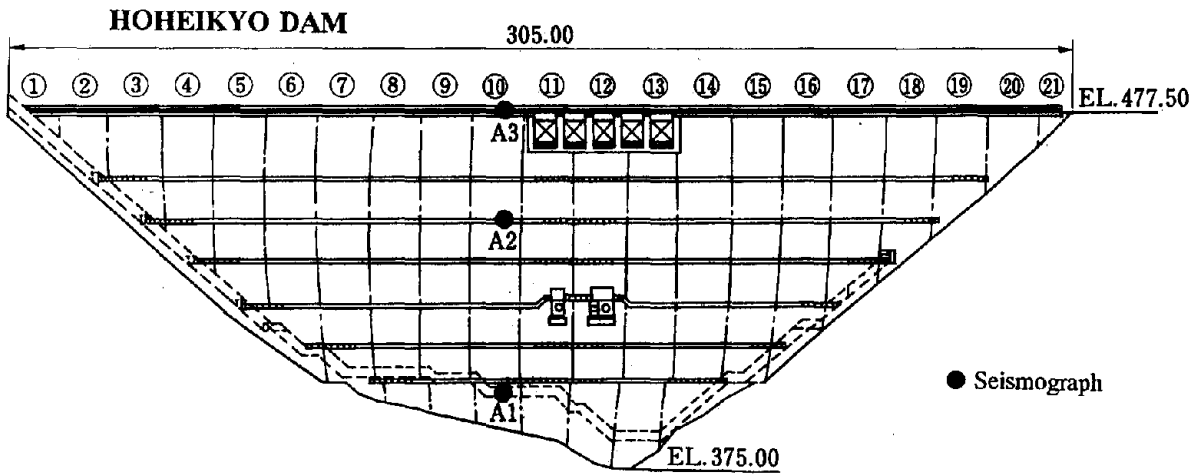 HOHEIKYO DAM
305.00
① ② ③ ④ ⑤ ⑥ ⑦ ⑧ ⑨ ⑩ ⑪ ⑫ ⑬ ⑭ ⑮ ⑯ ⑰ ⑱ ⑲ ⑳ ㉑
EL.477.50
A3
A2
Seismograph
A1
EL.375.00